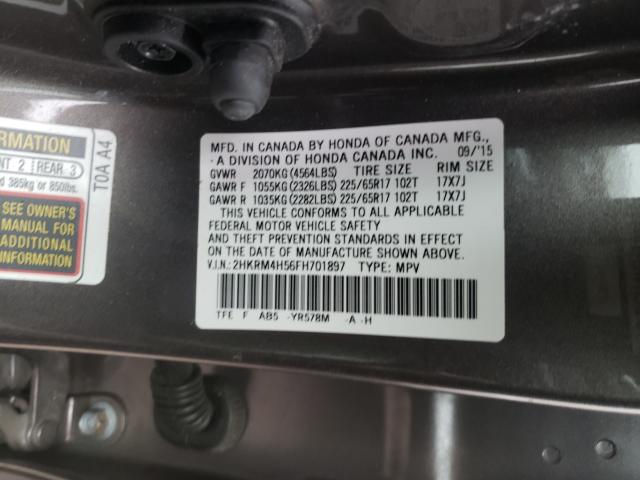 ORMATION
NT 2 REAR 3
d 385kg or 850lbs.
SEE OWNER'S
MANUAL FOR
ADDITIONAL
INFORMATION
T0A A4
MFD. IN CANADA BY HONDA OF CANADA MFG.,
A DIVISION OF HONDA CANADA INC. 09/'15
GVWR 2070KG(4564LBS) TIRE SIZE RIM SIZE
GAWR F 1055KG(2326LBS) 225/65R17 102T 17X7J
GAWR R 1035KG(2282LBS) 225/65R17 102T 17X7J
THIS VEHICLE CONFORMS TO ALL APPLICABLE
FEDERAL MOTOR VEHICLE SAFETY
AND THEFT PREVENTION STANDARDS IN EFFECT
ON THE DATE OF MANUFACTURE SHOWN ABOVE.
V.I.N.: 2HKRM4H56FH701897 TYPE: MPV
TFE F AB5 -YR578M -A -H